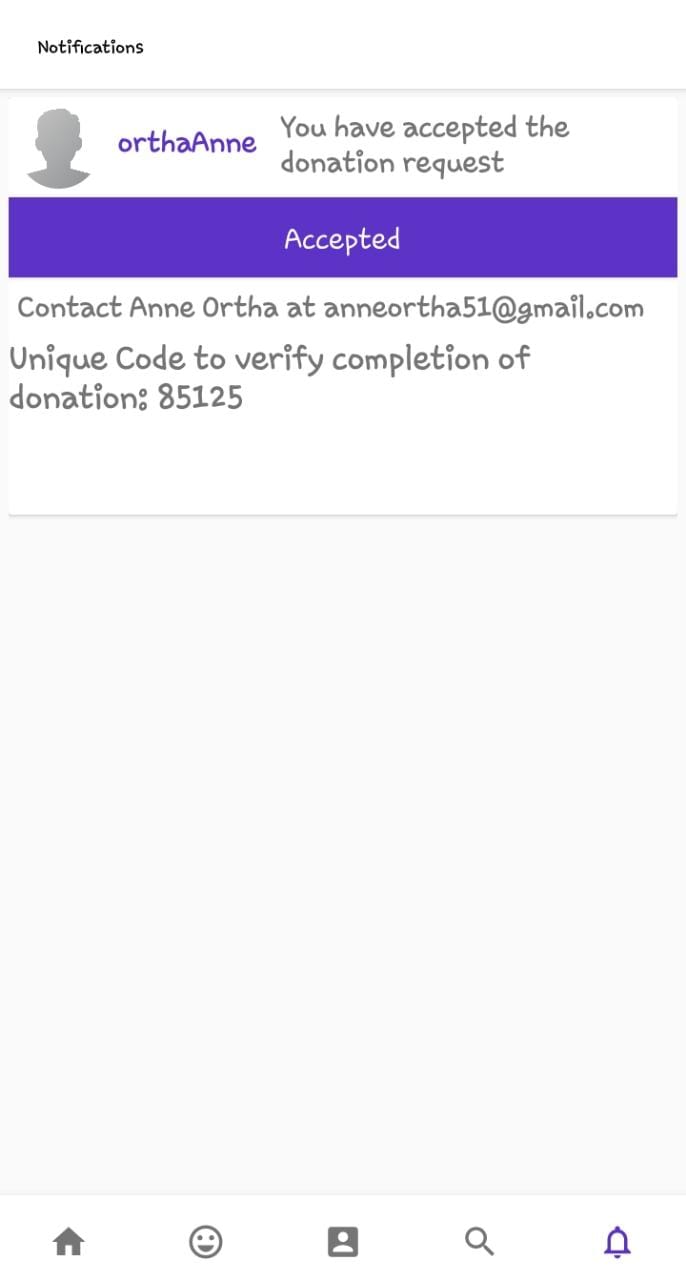 Notifications
orthaAnne
You have accepted the
donation request
Accepted
Contact Anne Ortha at anneortha51@gmail.com
Unique Code to verify completion of
donation: 85125